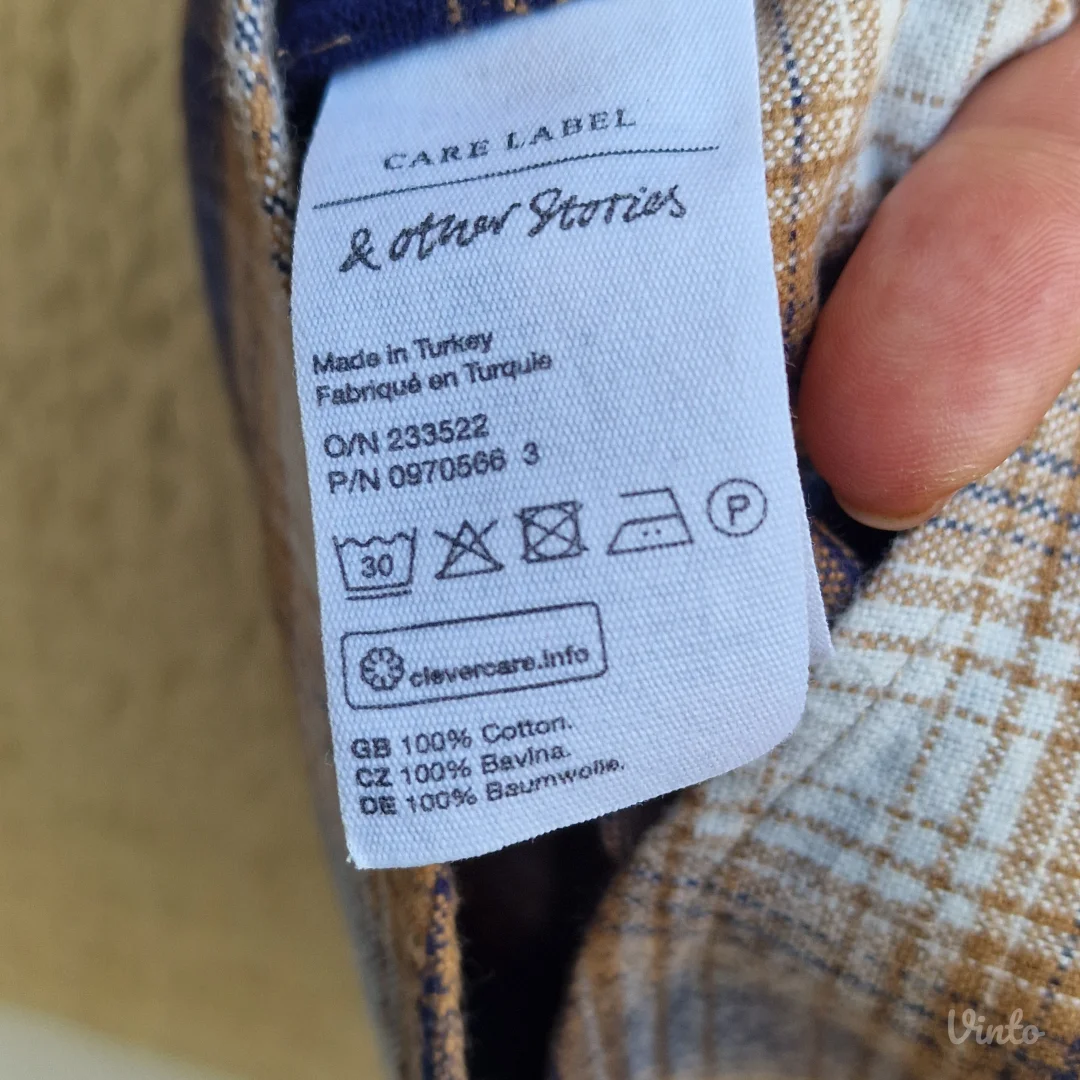 CARE LABEL
& other Stories
Made in Turkey
Fabriqué en Turquie
O/N 233522
P/N 0970566 3
30
P
clevercare.info
GB 100% Cotton.
CZ 100% Bavlna.
DE 100% Baumwolle.
Vinto